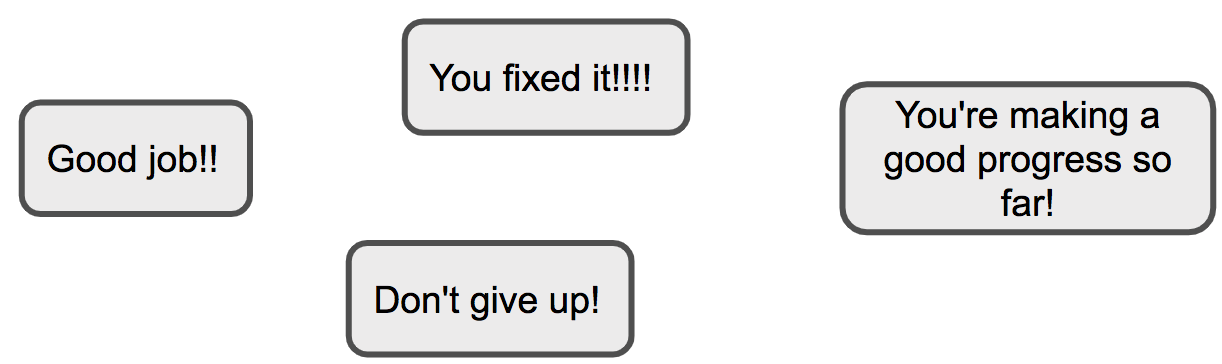 Good job!!
You fixed it!!!!
Don't give up!
You're making a
good progress so
far!